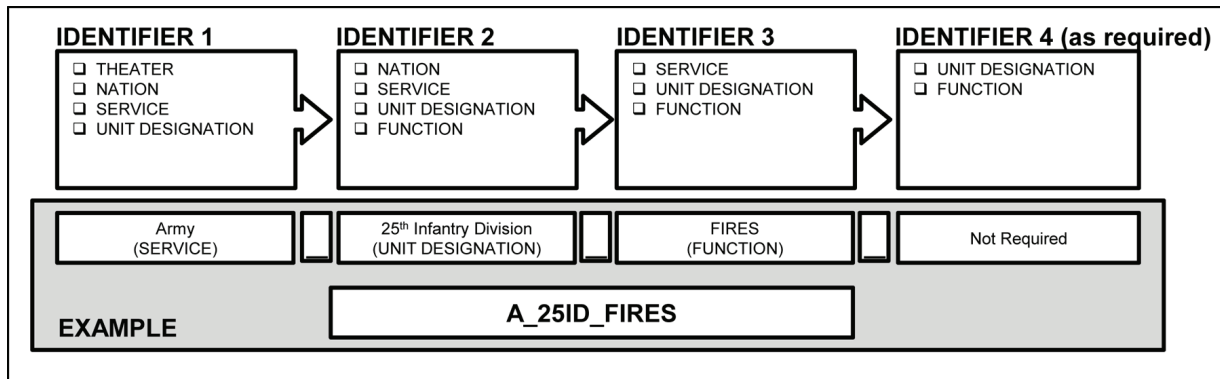 IDENTIFIER 1
❑ THEATER
❑ NATION
❑ SERVICE
❑ UNIT DESIGNATION
IDENTIFIER 2
❑ NATION
❑ SERVICE
❑ UNIT DESIGNATION
❑ FUNCTION
IDENTIFIER 3
❑ SERVICE
❑ UNIT DESIGNATION
❑ FUNCTION
IDENTIFIER 4 (as required)
❑ UNIT DESIGNATION
❑ FUNCTION
Army
(SERVICE)
_
25th Infantry Division
(UNIT DESIGNATION)
_
FIRES
(FUNCTION)
_
Not Required
EXAMPLE
A_25ID_FIRES